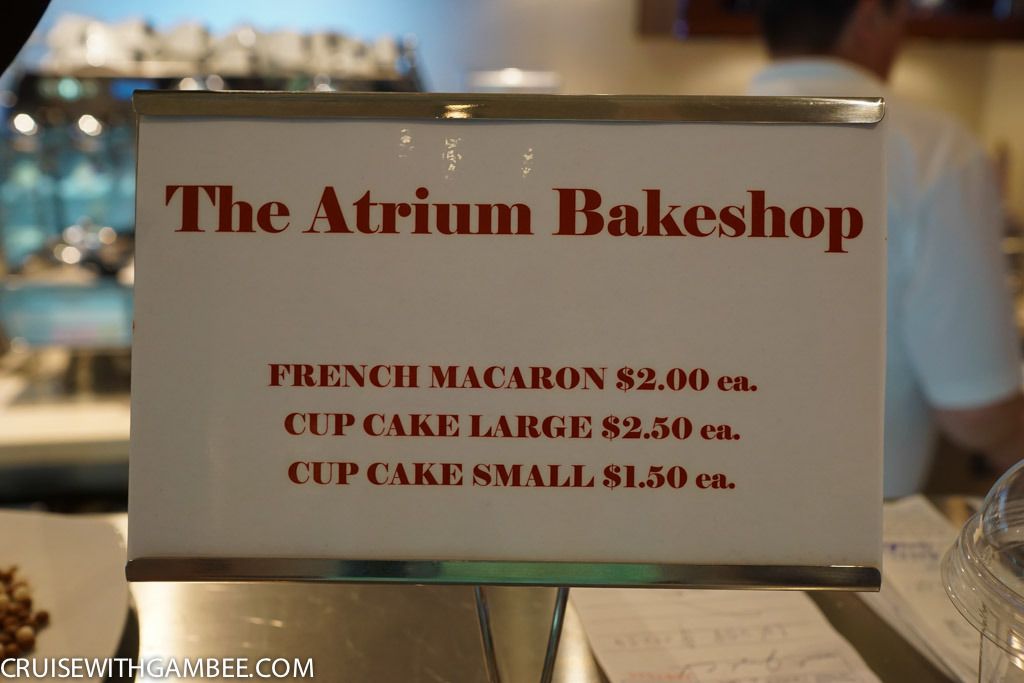 The Atrium Bakeshop
FRENCH MACARON $2.00 ea.
CUP CAKE LARGE $2.50 ea.
CUP CAKE SMALL $1.50 ea.
CRUISEWITHGAMBEE.COM